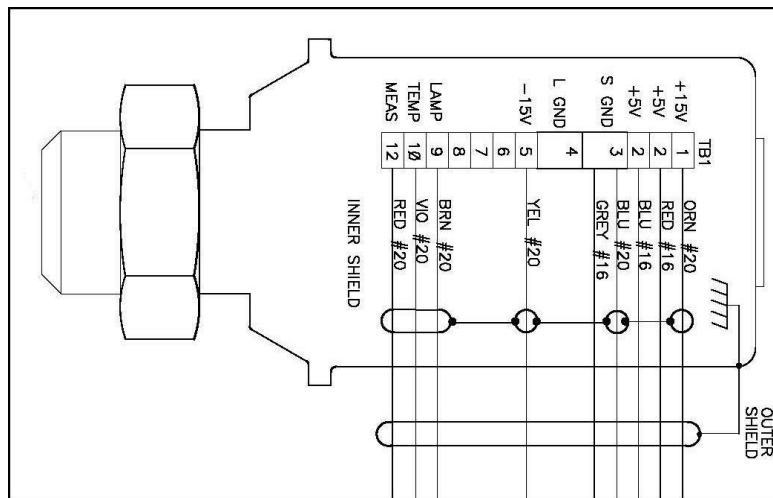 +15V
+5V
+5V
S GND
L GND
-15V
LAMP
TEMP
MEAS
TB1
1
2
2
3
4
5
6
7
8
9
10
12
ORN #20
RED #16
BLU #16
BLU #20
GREY #16
YEL #20
BRN #20
VIO #20
RED #20
INNER SHIELD
OUTER
SHIELD